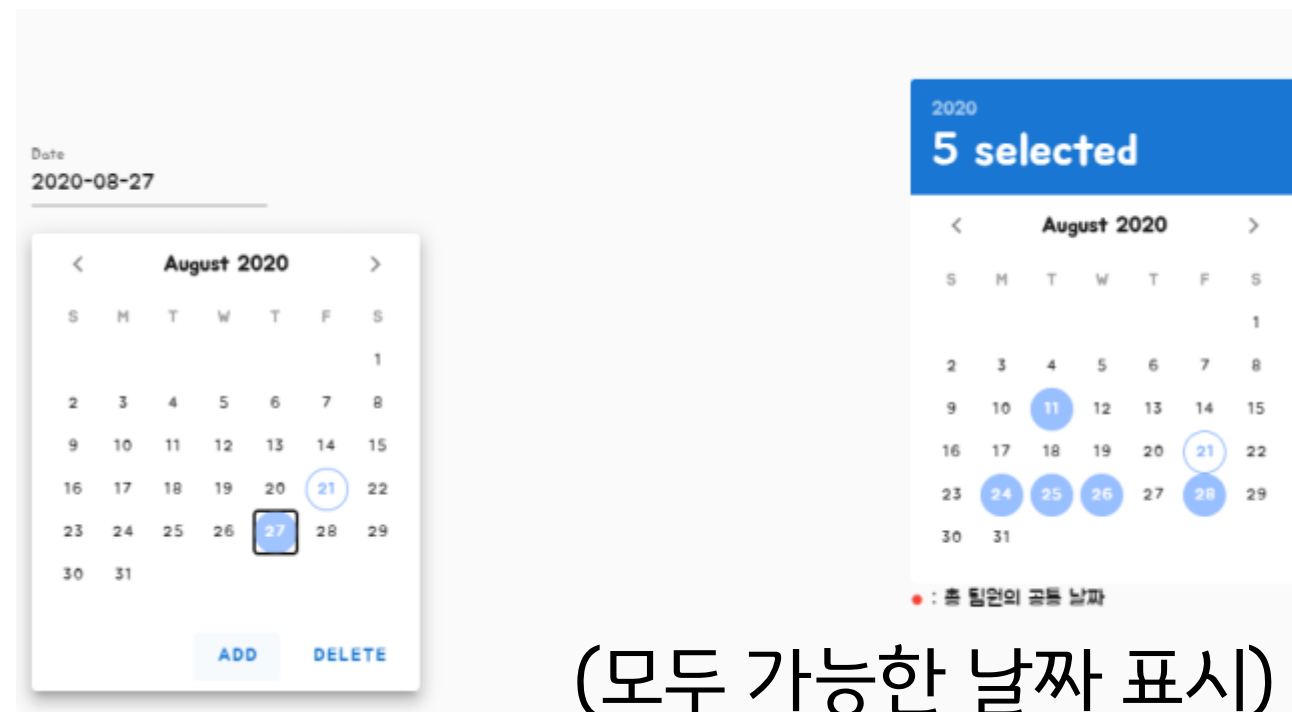 Date
2020-08-27
< August 2020 >
S M T W T F S
1
2 3 4 5 6 7 8
9 10 11 12 13 14 15
16 17 18 19 20 21 22
23 24 25 26 27 28 29
30 31
ADD DELETE
2020
5 selected
< August 2020 >
S M T W T F S
1
2 3 4 5 6 7 8
9 10 11 12 13 14 15
16 17 18 19 20 21 22
23 24 25 26 27 28 29
30 31
: 총 팀원의 공통 날짜
(모두 가능한 날짜 표시)